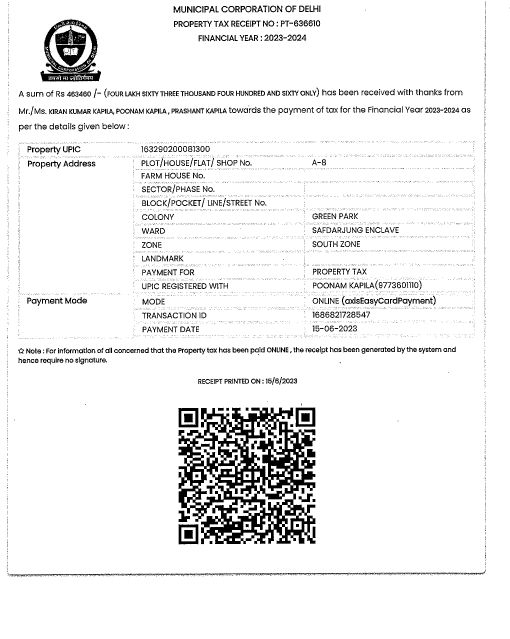 MUNICIPAL CORPORATION OF DELHI
PROPERTY TAX RECEIPT NO : PT-636610
FINANCIAL YEAR : 2023-2024
A sum of Rs 463460 /- (FOUR LAKH SIXTY THREE THOUSAND FOUR HUNDRED AND SIXTY ONLY) has been received with thanks from
Mr./Ms. KIRAN KUMAR KAPILA, POONAM KAPILA , PRASHANT KAPILA towards the payment of tax for the Financial Year 2023-2024 as
per the details given below :
Property UPIC 163290200081300
Property Address PLOT/HOUSE/FLAT/ SHOP No. A-8
FARM HOUSE No.
SECTOR/PHASE No.
BLOCK/POCKET/ LINE/STREET No.
COLONY GREEN PARK
WARD SAFDARJUNG ENCLAVE
ZONE SOUTH ZONE
LANDMARK
PAYMENT FOR PROPERTY TAX
UPIC REGISTERED WITH POONAM KAPILA(9773601110)
Payment Mode MODE ONLINE (axisEasyCardPayment)
TRANSACTION ID 1686821728547
PAYMENT DATE 15-06-2023
☆ Note : For information of all concerned that the Property tax has been paid ONLINE , the receipt has been generated by the system and
hence require no signature.
RECEIPT PRINTED ON : 15/6/2023